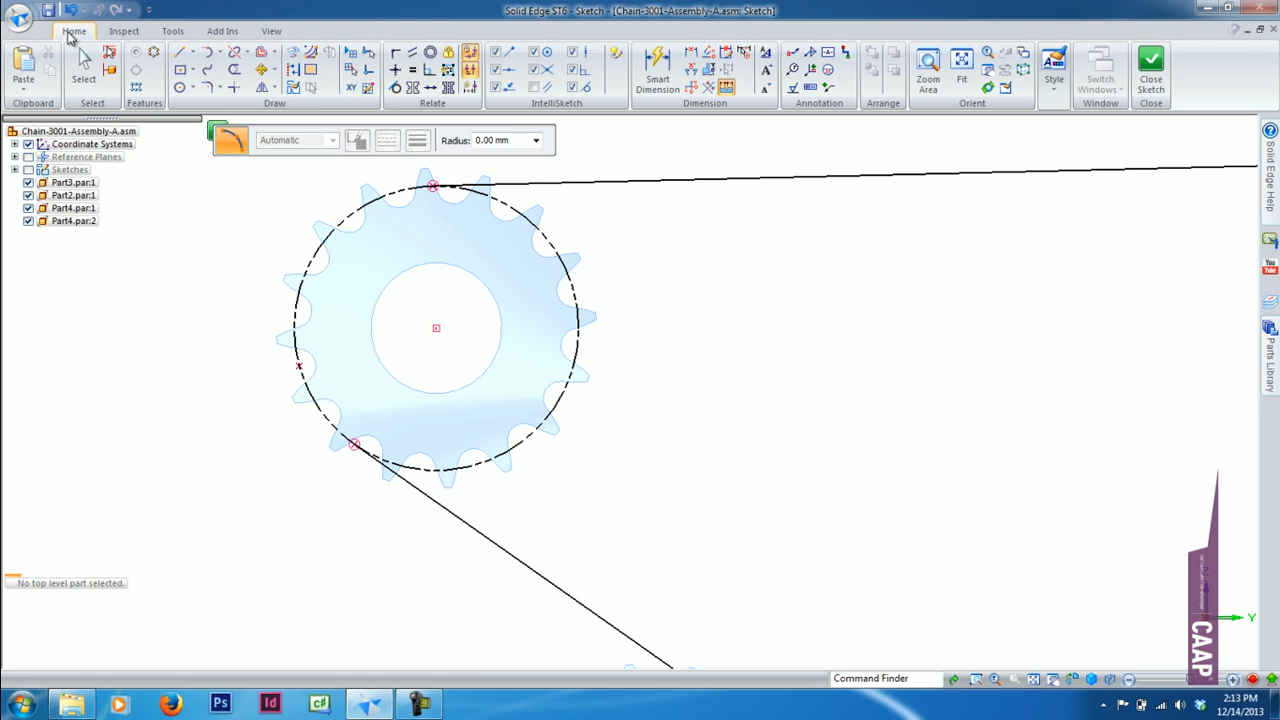 Solid Edge ST6 - Sketch - [Chain-3001-Assembly-A.asm: Sketch]
Home Inspect Tools Add Ins View
Paste Select Smart Dimension Zoom Area Fit Style Switch Windows Close Sketch
Clipboard Select Features Draw Relate IntelliSketch Dimension Annotation Arrange Orient Window Close
Automatic Radius: 0.00 mm
Chain-3001-Assembly-A.asm
Coordinate Systems
Reference Planes
Sketches
Part3.par:1
Part2.par:1
Part4.par:1
Part4.par:2
Solid Edge Help
You Tube
Parts Library
No top level part selected.
Y
CAAP
Command Finder
Ps Id C#
2:13 PM
12/14/2013